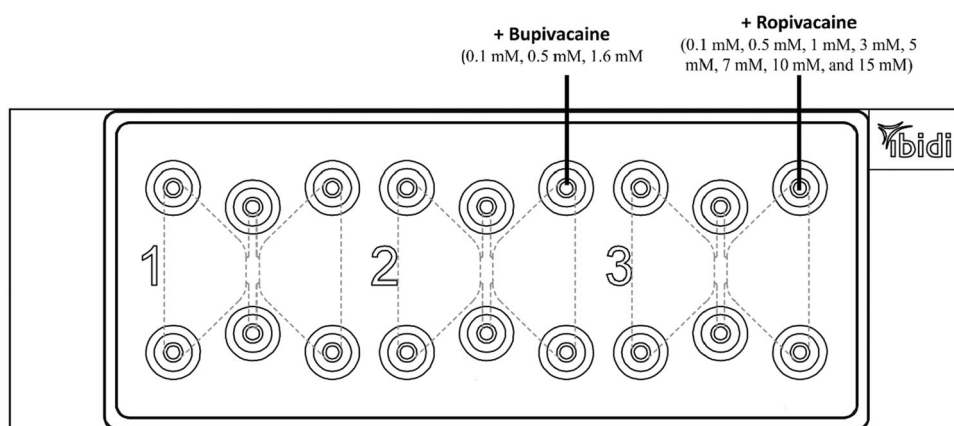 + Bupivacaine
(0.1 mM, 0.5 mM, 1.6 mM
+ Ropivacaine
(0.1 mM, 0.5 mM, 1 mM, 3 mM, 5
mM, 7 mM, 10 mM, and 15 mM)
ibidi
1
2
3